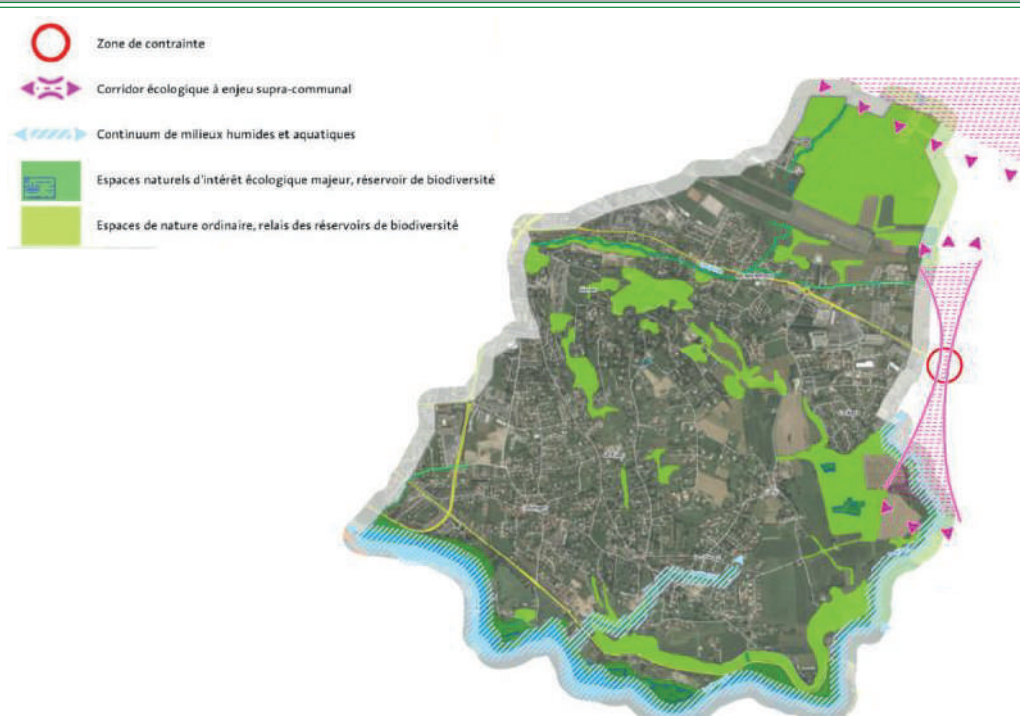 Zone de contrainte
Corridor écologique à enjeu supra-communal
Continuum de milieux humides et aquatiques
Espaces naturels d'intérêt écologique majeur, réservoir de biodiversité
Espaces de nature ordinaire, relais des réservoirs de biodiversité